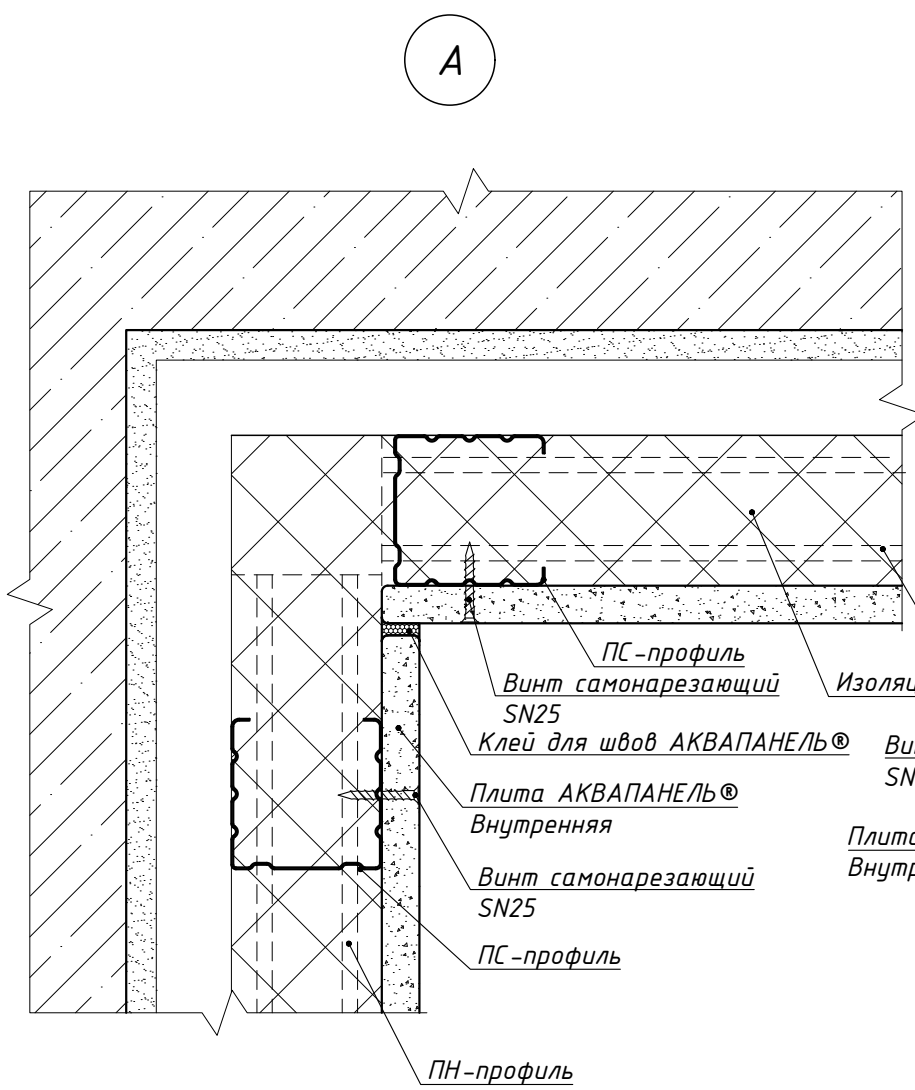 А
ПС-профиль
Винт самонарезающий
SN25
Клей для швов АКВАПАНЕЛЬ®
Плита АКВАПАНЕЛЬ®
Внутренняя
Винт самонарезающий
SN25
ПС-профиль
ПН-профиль